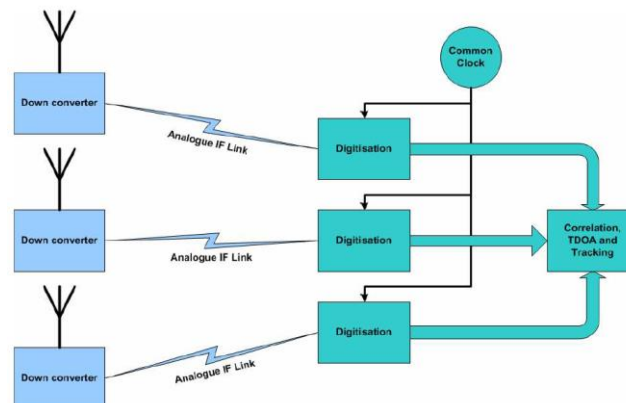 Common
Clock
Down converter
Analogue IF Link
Digitisation
Down converter
Analogue IF Link
Digitisation
Correlation,
TDOA and
Tracking
Digitisation
Down converter
Analogue IF Link